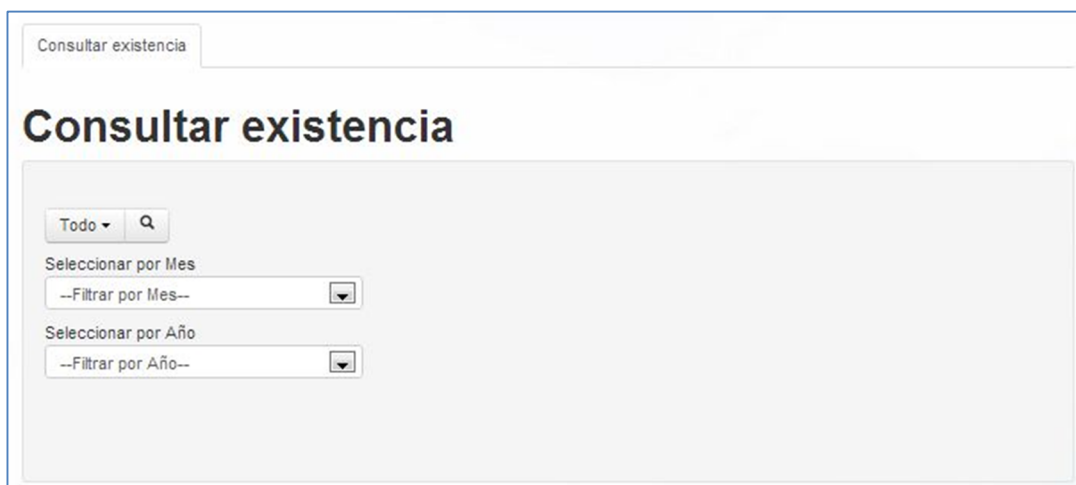 Consultar existencia
Consultar existencia
Todo
Seleccionar por Mes
--Filtrar por Mes--
Seleccionar por Año
--Filtrar por Año--